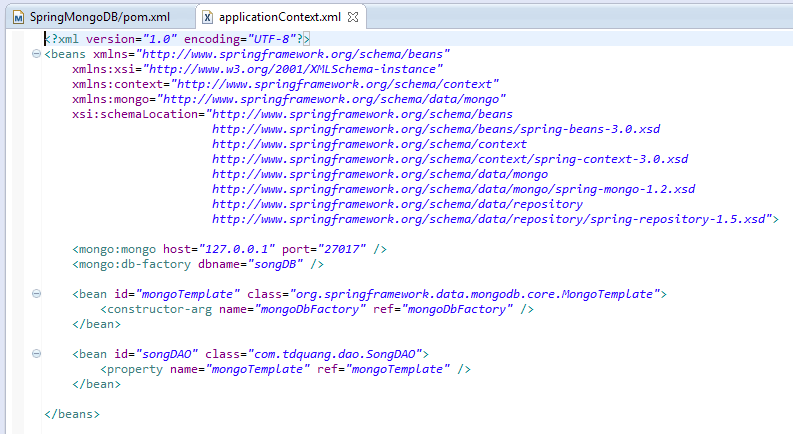 SpringMongoDB/pom.xml applicationContext.xml
<?xml version="1.0" encoding="UTF-8"?>
<beans xmlns="http://www.springframework.org/schema/beans"
xmlns:xsi="http://www.w3.org/2001/XMLSchema-instance"
xmlns:context="http://www.springframework.org/schema/context"
xmlns:mongo="http://www.springframework.org/schema/data/mongo"
xsi:schemaLocation="http://www.springframework.org/schema/beans
http://www.springframework.org/schema/beans/spring-beans-3.0.xsd
http://www.springframework.org/schema/context
http://www.springframework.org/schema/context/spring-context-3.0.xsd
http://www.springframework.org/schema/data/mongo
http://www.springframework.org/schema/data/mongo/spring-mongo-1.2.xsd
http://www.springframework.org/schema/data/repository
http://www.springframework.org/schema/data/repository/spring-repository-1.5.xsd">
<mongo:mongo host="127.0.0.1" port="27017" />
<mongo:db-factory dbname="songDB" />
<bean id="mongoTemplate" class="org.springframework.data.mongodb.core.MongoTemplate">
<constructor-arg name="mongoDbFactory" ref="mongoDbFactory" />
</bean>
<bean id="songDAO" class="com.tdquang.dao.SongDAO">
<property name="mongoTemplate" ref="mongoTemplate" />
</bean>
</beans>